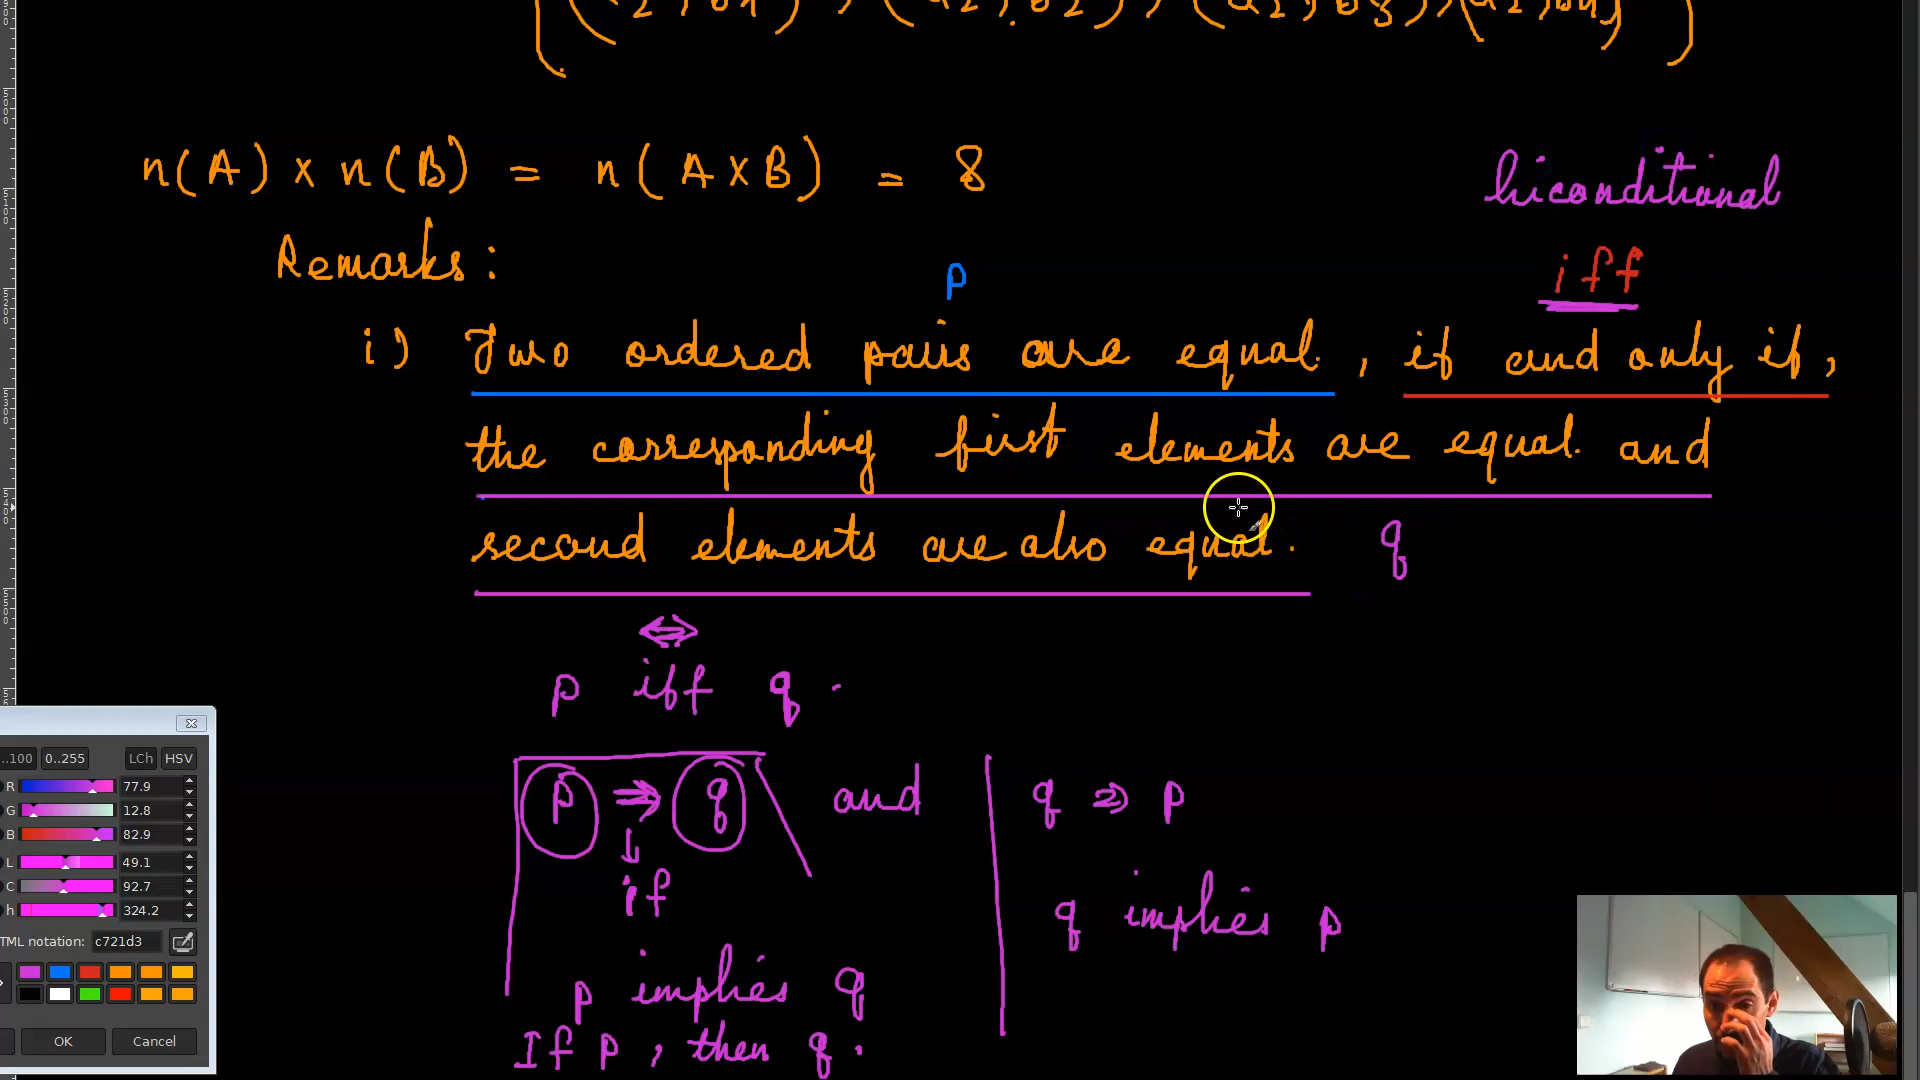 n(A) × n(B) = n(A×B) = 8
biconditional
Remarks:
iff
p
i) Two ordered pairs are equal, if and only if,
the corresponding first elements are equal and
second elements are also equal. q
⇔
p iff q.
p ⇒ q and q ⇒ p
↓
if
q implies p
p implies q
If p, then q.
..100 0..255 LCh HSV
R 77.9
G 12.8
B 82.9
L 49.1
C 92.7
h 324.2
TML notation: c721d3
OK Cancel